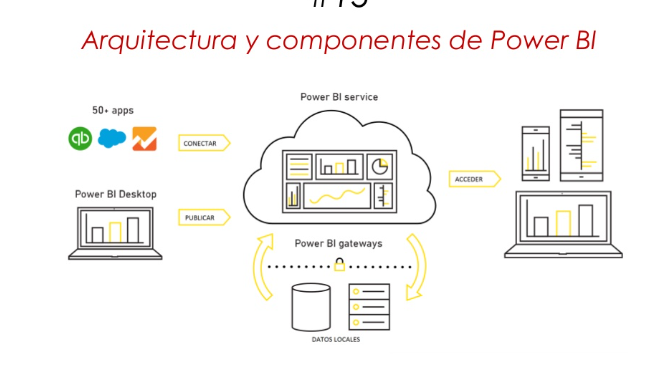 Arquitectura y componentes de Power BI
Power BI service
50+ apps
qb
CONECTAR
ACCEDER
Power BI Desktop
PUBLICAR
Power BI gateways
DATOS LOCALES